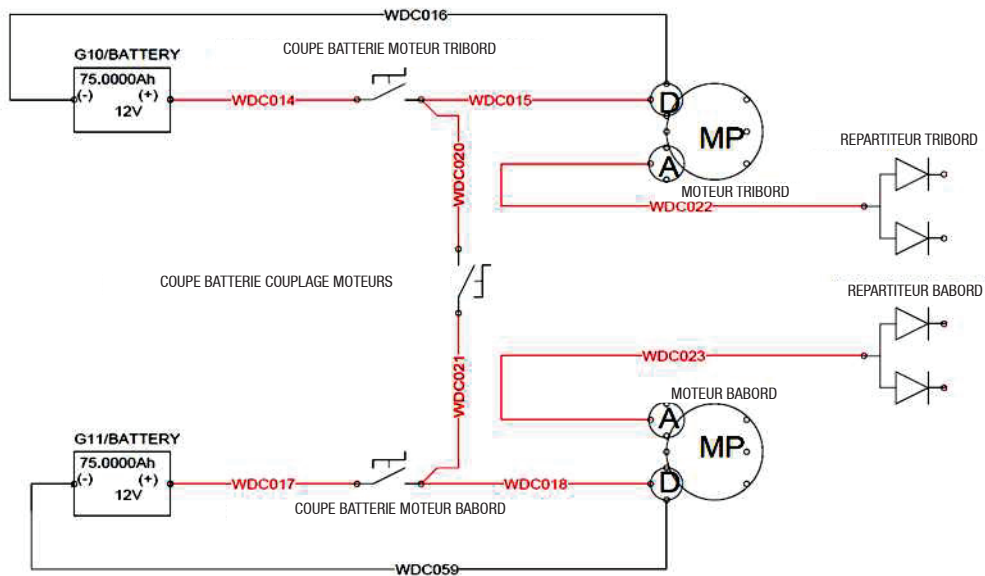 WDC016
COUPE BATTERIE MOTEUR TRIBORD
G10/BATTERY
75.0000Ah
(-) (+)
12V
WDC014
WDC015
D
MP
A
REPARTITEUR TRIBORD
MOTEUR TRIBORD
WDC022
WDC020
COUPE BATTERIE COUPLAGE MOTEURS
REPARTITEUR BABORD
WDC021
WDC023
MOTEUR BABORD
A
MP
D
G11/BATTERY
75.0000Ah
(-) (+)
12V
WDC017
WDC018
COUPE BATTERIE MOTEUR BABORD
WDC059